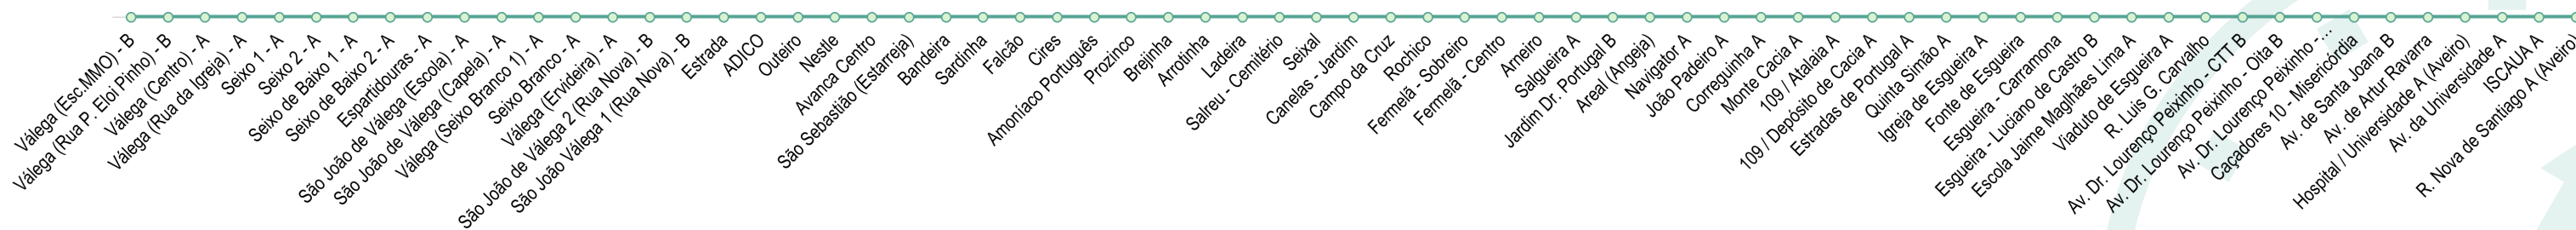 Válega (Esc.MMO) - B
Válega (Rua P. Eloi Pinho) - B
Válega (Centro) - A
Válega (Rua da Igreja) - A
Seixo 1 - A
Seixo 2 - A
Seixo de Baixo 1 - A
Seixo de Baixo 2 - A
Espartidouras - A
São João de Válega (Escola) - A
São João de Válega (Capela) - A
Válega (Seixo Branco 1) - A
Seixo Branco - A
Válega (Ervideira) - A
São João de Válega 2 (Rua Nova) - B
São João Válega 1 (Rua Nova) - B
Estrada
ADICO
Outeiro
Nestle
Avanca Centro
São Sebastião (Estarreja)
Bandeira
Sardinha
Falcão
Cires
Amoníaco Português
Prozinco
Brejinha
Arrotinha
Ladeira
Salreu - Cemitério
Seixal
Canelas - Jardim
Campo da Cruz
Rochico
Fermelã - Sobreiro
Fermelã - Centro
Arneiro
Salgueira A
Jardim Dr. Portugal B
Areal (Angeja)
Navigator A
João Padeiro A
Correguinha A
Monte Cacia A
109 / Atalaia A
109 / Depósito de Cacia A
Estradas de Portugal A
Quinta Simão A
Igreja de Esgueira A
Fonte de Esgueira
Esgueira - Carramona
Esgueira - Luciano de Castro B
Escola Jaime Maghães Lima A
Viaduto de Esgueira A
R. Luis G. Carvalho
Av. Dr. Lourenço Peixinho - CTT B
Av. Dr. Lourenço Peixinho - Oita B
Av. Dr. Lourenço Peixinho -...
Caçadores 10 - Misericórdia
Av. de Santa Joana B
Av. de Artur Ravarra
Hospital / Universidade A (Aveiro)
Av. da Universidade A
ISCAUA A
R. Nova de Santiago A (Aveiro)